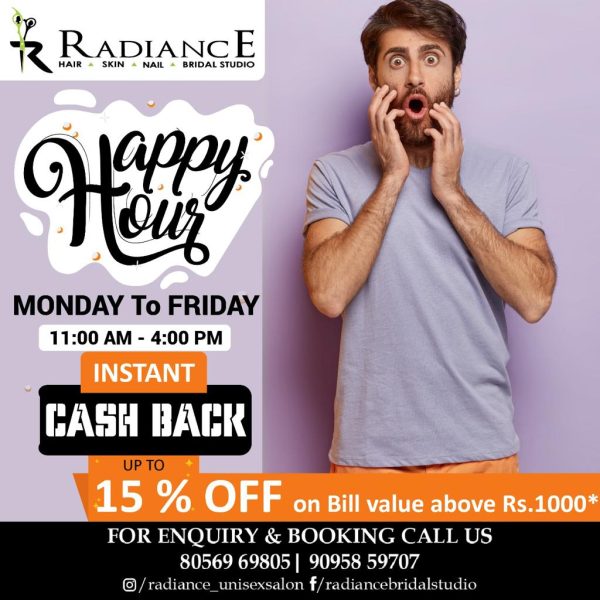 RADIANCE
HAIR ▲ SKIN ▲ NAIL ▲ BRIDAL STUDIO
Happy
Hour
MONDAY To FRIDAY
11:00 AM - 4:00 PM
INSTANT
CASH BACK
UP TO
15 % OFF on Bill value above Rs.1000*
FOR ENQUIRY & BOOKING CALL US
80569 69805| 90958 59707
/radiance_unisexsalon f/radiancebridalstudio